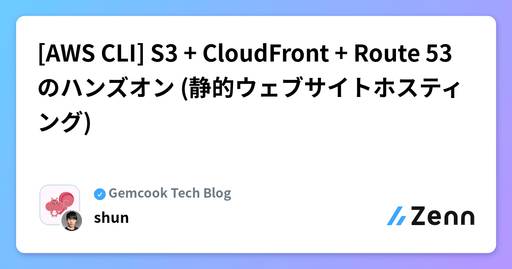 [AWS CLI] S3 + CloudFront + Route 53
のハンズオン (静的ウェブサイトホスティ
ング)
Gemcook Tech Blog
shun
Zenn